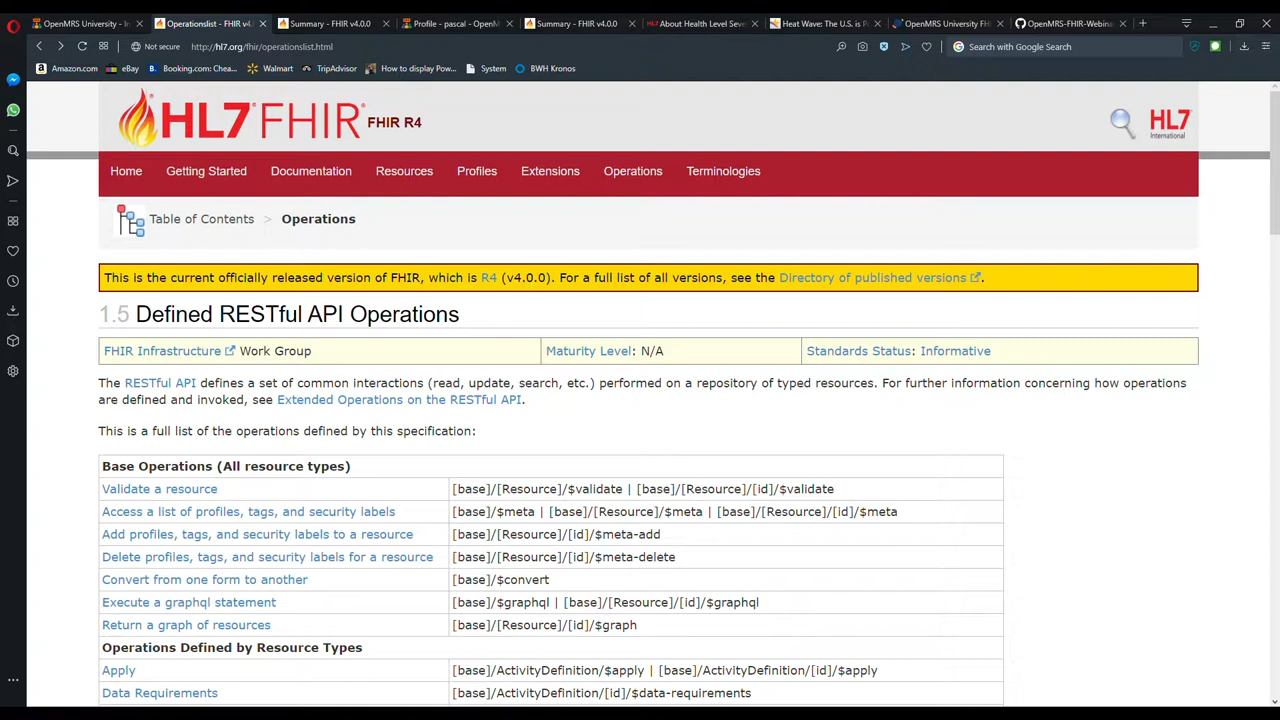 OpenMRS University - In
Operationslist - FHIR v4.
Summary - FHIR v4.0.0
Profile - pascal - OpenM
Summary - FHIR v4.0.0
About Health Level Seve
Heat Wave: The U.S. is P
OpenMRS University FH
OpenMRS-FHIR-Webina
Not secure
http://hl7.org/fhir/operationslist.html
Search with Google Search
Amazon.com
eBay
Booking.com: Chea...
Walmart
TripAdvisor
How to display Pow...
System
BWH Kronos
HL7 FHIR
FHIR R4
HL7
International
Home
Getting Started
Documentation
Resources
Profiles
Extensions
Operations
Terminologies
Table of Contents > Operations
This is the current officially released version of FHIR, which is R4 (v4.0.0). For a full list of all versions, see the Directory of published versions.
1.5 Defined RESTful API Operations
FHIR Infrastructure Work Group
Maturity Level: N/A
Standards Status: Informative
The RESTful API defines a set of common interactions (read, update, search, etc.) performed on a repository of typed resources. For further information concerning how operations
are defined and invoked, see Extended Operations on the RESTful API.
This is a full list of the operations defined by this specification:
Base Operations (All resource types)
Validate a resource [base]/[Resource]/$validate | [base]/[Resource]/[id]/$validate
Access a list of profiles, tags, and security labels [base]/$meta | [base]/[Resource]/$meta | [base]/[Resource]/[id]/$meta
Add profiles, tags, and security labels to a resource [base]/[Resource]/[id]/$meta-add
Delete profiles, tags, and security labels for a resource [base]/[Resource]/[id]/$meta-delete
Convert from one form to another [base]/$convert
Execute a graphql statement [base]/$graphql | [base]/[Resource]/[id]/$graphql
Return a graph of resources [base]/[Resource]/[id]/$graph
Operations Defined by Resource Types
Apply [base]/ActivityDefinition/$apply | [base]/ActivityDefinition/[id]/$apply
Data Requirements [base]/ActivityDefinition/[id]/$data-requirements